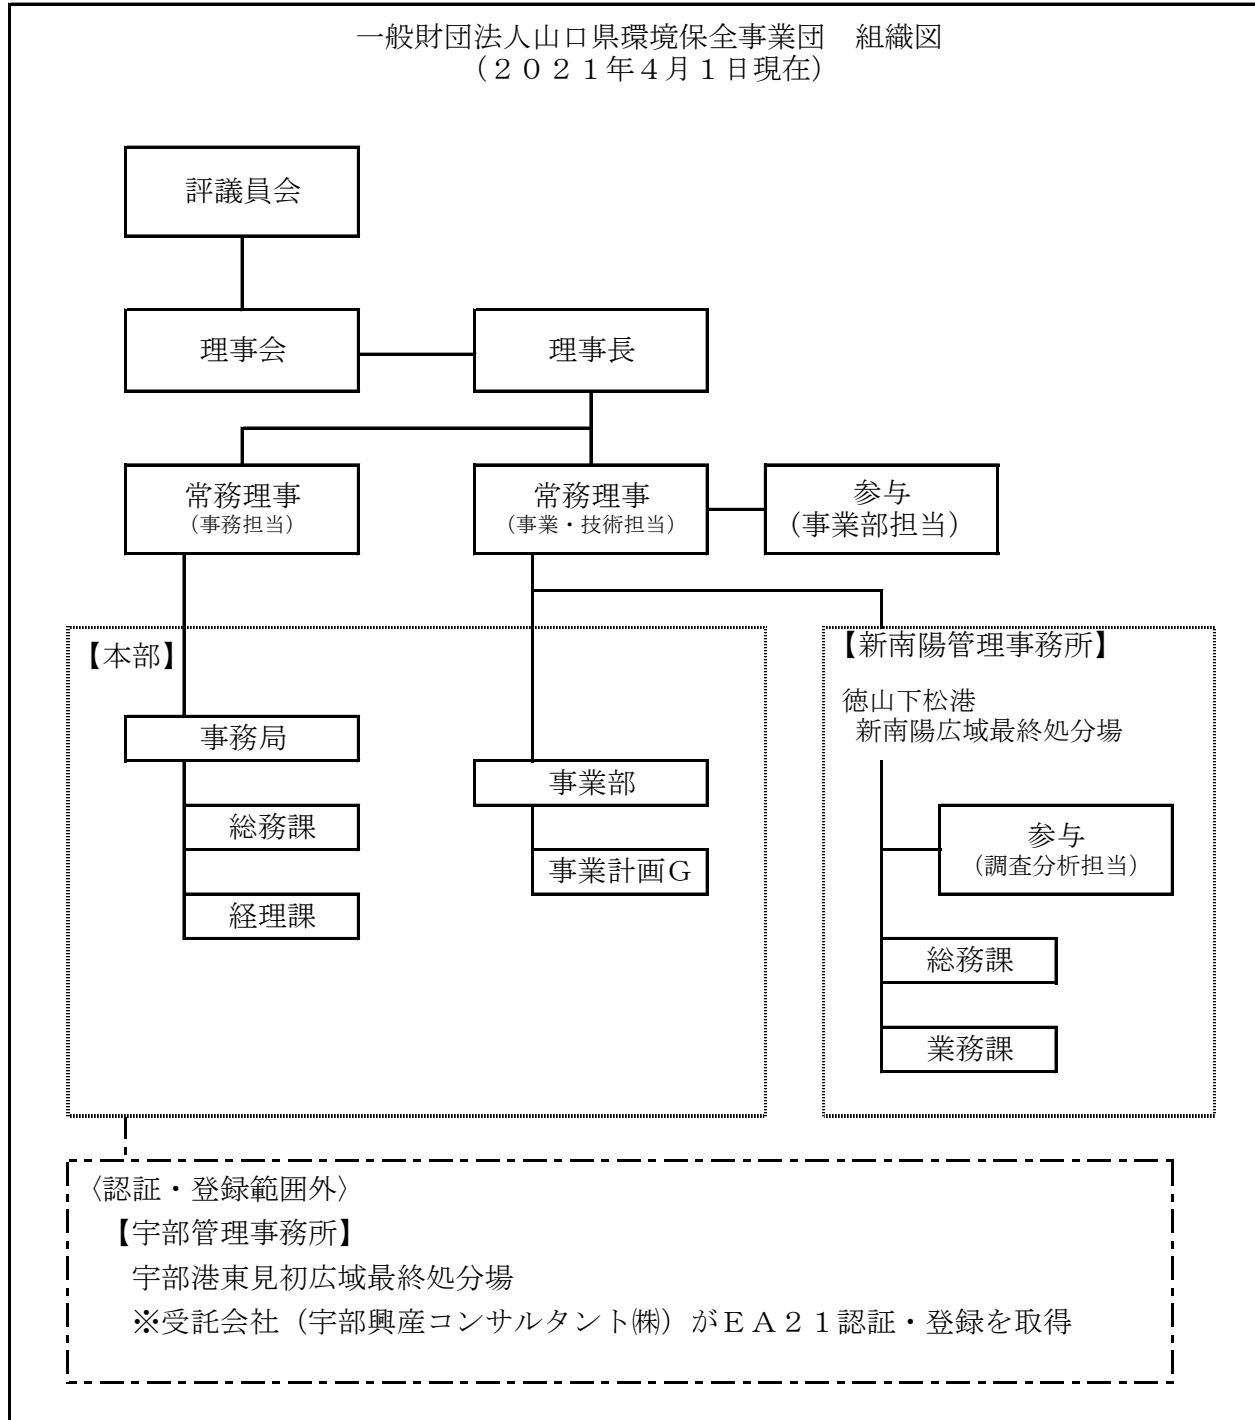 一般財団法人山口県環境保全事業団　組織図
（２０２１年４月１日現在）
評議員会
理事会
理事長
常務理事
（事務担当）
常務理事
（事業・技術担当）
参与
（事業部担当）
【本部】
事務局
総務課
経理課
事業部
事業計画Ｇ
【新南陽管理事務所】
徳山下松港
新南陽広域最終処分場
参与
（調査分析担当）
総務課
業務課
〈認証・登録範囲外〉
【宇部管理事務所】
宇部港東見初広域最終処分場
※受託会社（宇部興産コンサルタント㈱）がＥＡ２１認証・登録を取得